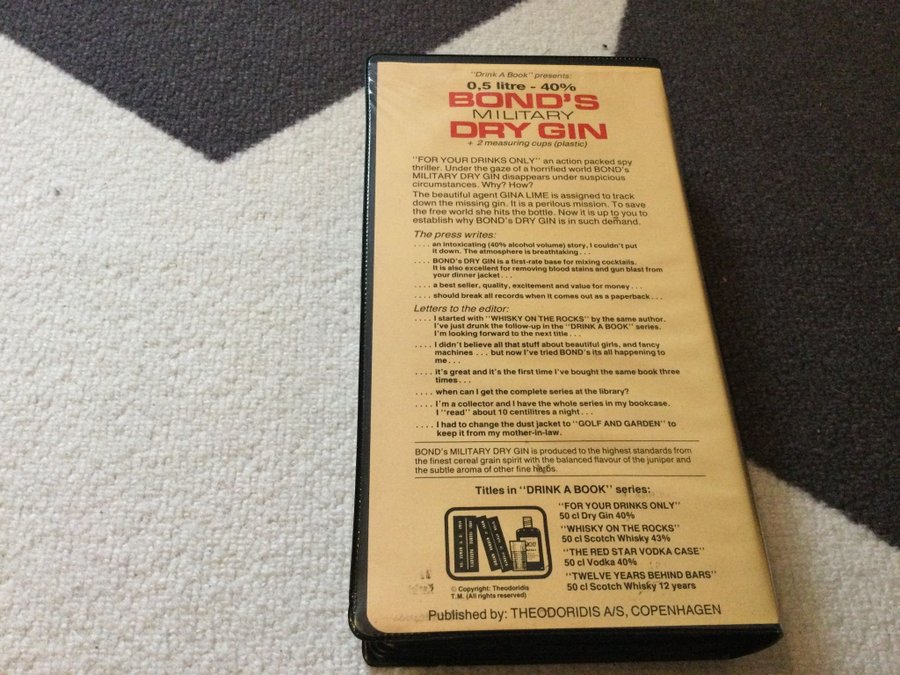 "Drink A Book" presents:
0,5 litre - 40%
BOND'S
MILITARY
DRY GIN
+ 2 measuring cups (plastic)
"FOR YOUR DRINKS ONLY" an action packed spy
thriller. Under the gaze of a horrified world BOND's
MILITARY DRY GIN disappears under suspicious
circumstances. Why? How?
The beautiful agent GINA LIME is assigned to track
down the missing gin. It is a perilous mission. To save
the free world she hits the bottle. Now it is up to you to
establish why BOND's DRY GIN is in such demand.
The press writes:
.... an intoxicating (40% alcohol volume) story, I couldn't put
it down. The atmosphere is breathtaking...
.... BOND's DRY GIN is a first-rate base for mixing cocktails.
It is also excellent for removing blood stains and gun blast from
your dinner jacket...
.... a best seller, quality, excitement and value for money...
.... should break all records when it comes out as a paperback...
Letters to the editor:
.... I started with "WHISKY ON THE ROCKS" by the same author.
I've just drunk the follow-up in the "DRINK A BOOK" series.
I'm looking forward to the next title...
.... I didn't believe all that stuff about beautiful girls, and fancy
machines ... but now I've tried BOND's its all happening to
me...
.... it's great and it's the first time I've bought the same book three
times...
.... when can I get the complete series at the library?
.... I'm a collector and I have the whole series in my bookcase.
I "read" about 10 centilitres a night...
.... I had to change the dust jacket to "GOLF AND GARDEN" to
keep it from my mother-in-law.
BOND's MILITARY DRY GIN is produced to the highest standards from
the finest cereal grain spirit with the balanced flavour of the juniper and
the subtle aroma of other fine herbs.
Titles in "DRINK A BOOK" series:
"FOR YOUR DRINKS ONLY"
50 cl Dry Gin 40%
"WHISKY ON THE ROCKS"
50 cl Scotch Whisky 43%
"THE RED STAR VODKA CASE"
50 cl Vodka 40%
"TWELVE YEARS BEHIND BARS"
50 cl Scotch Whisky 12 years
© Copyright: Theodoridis
T.M. (All rights reserved)
Published by: THEODORIDIS A/S, COPENHAGEN